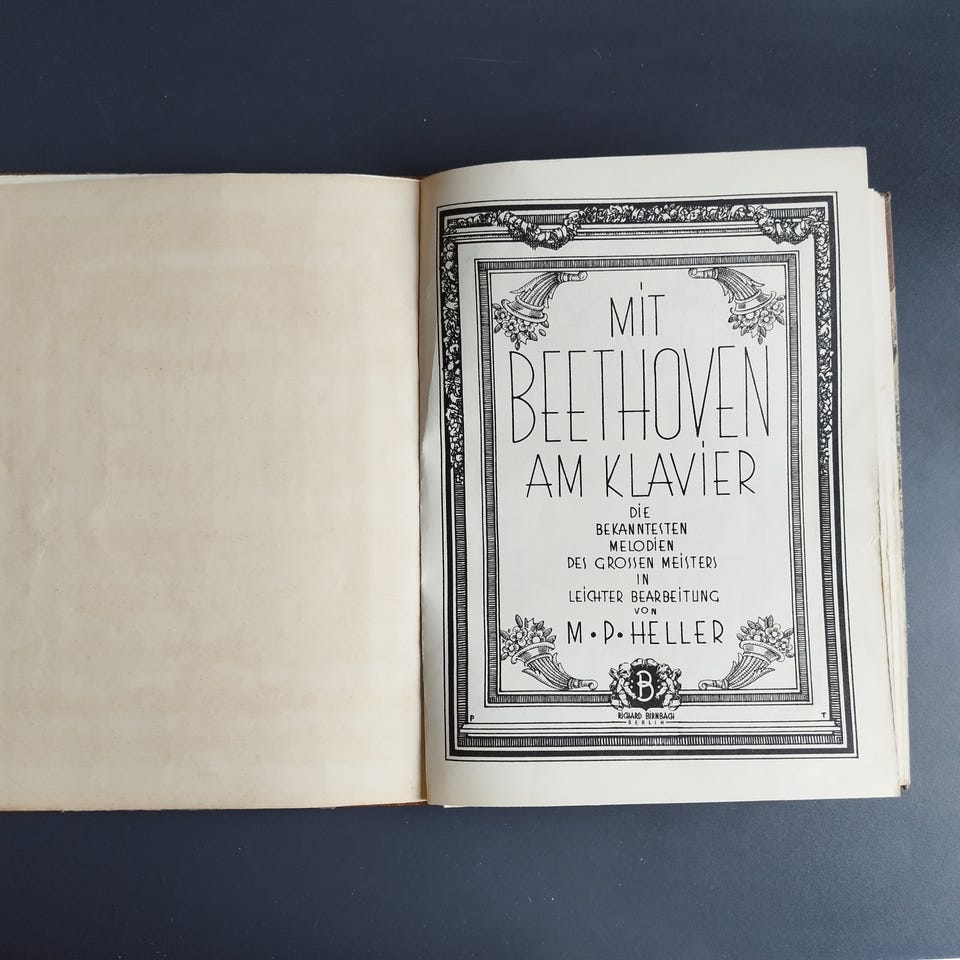 MiT
BEETHOVEN
AM KLAViER
DiE
BEKANNTESTEN
MELODiEN
DES GROSSEN MEiSTERS
IN
LEiCHTER BEARBEiTUNG
VON
M·P·HELLER
B
RICHARD BIRNBACH
BERLIN
P T